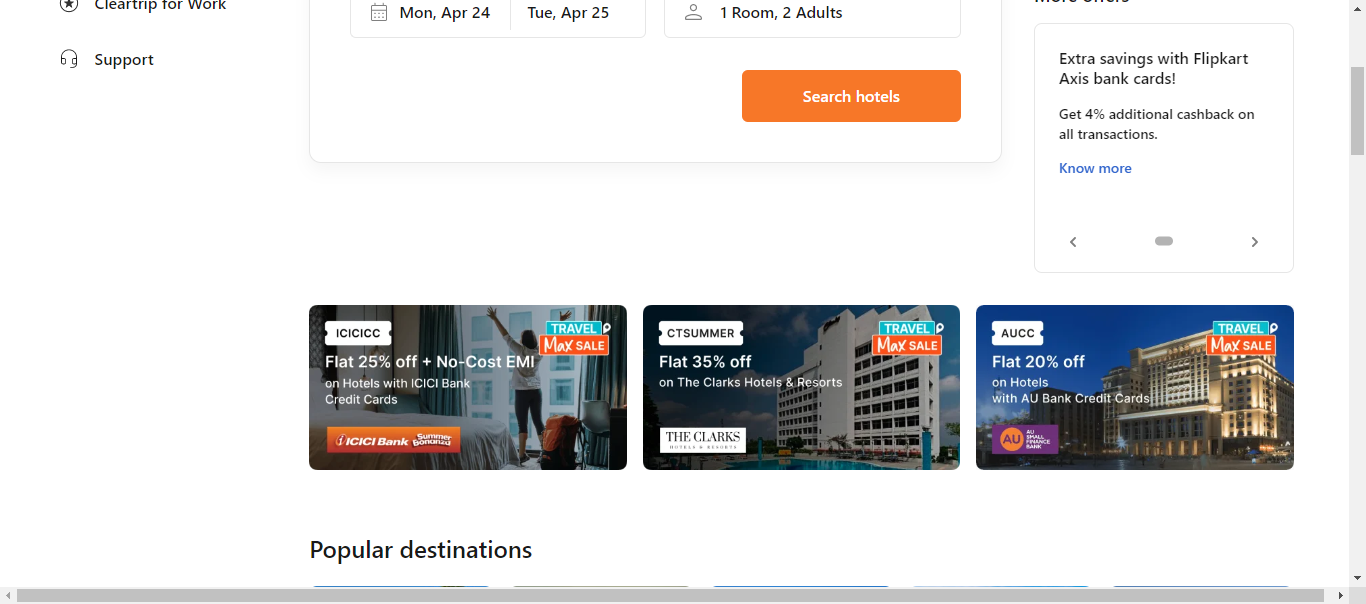 Cleartrip for Work
Support
Mon, Apr 24
Tue, Apr 25
1 Room, 2 Adults
Search hotels
More offers
Extra savings with Flipkart
Axis bank cards!
Get 4% additional cashback on
all transactions.
Know more
ICICICC
TRAVEL
Max SALE
Flat 25% off + No-Cost EMI
on Hotels with ICICI Bank
Credit Cards
ICICI Bank
Summer
Bonanza
CTSUMMER
TRAVEL
Max SALE
Flat 35% off
on The Clarks Hotels & Resorts
THE CLARKS
HOTELS & RESORTS
AUCC
TRAVEL
Max SALE
Flat 20% off
on Hotels
with AU Bank Credit Cards
AU
AU
SMALL
FINANCE
BANK
Popular destinations